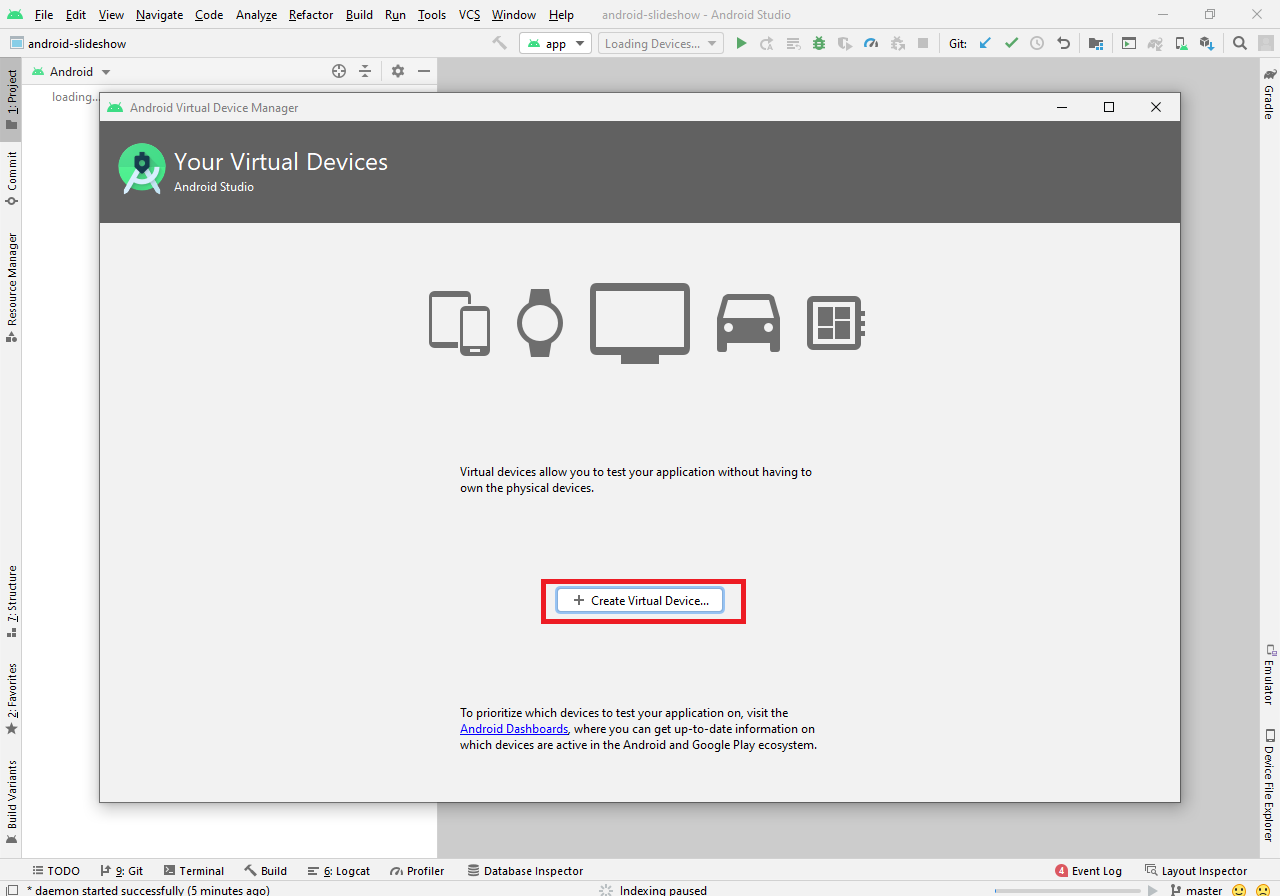 File Edit View Navigate Code Analyze Refactor Build Run Tools VCS Window Help android-slideshow - Android Studio
android-slideshow app Loading Devices... Git:
Android
loading...
1: Project
Commit
Resource Manager
7: Structure
2: Favorites
Build Variants
Android Virtual Device Manager
Your Virtual Devices
Android Studio
Virtual devices allow you to test your application without having to
own the physical devices.
+ Create Virtual Device...
To prioritize which devices to test your application on, visit the
Android Dashboards, where you can get up-to-date information on
which devices are active in the Android and Google Play ecosystem.
Gradle
Emulator
Device File Explorer
TODO 9: Git Terminal Build 6: Logcat Profiler Database Inspector 4 Event Log Layout Inspector
* daemon started successfully (5 minutes ago) Indexing paused master